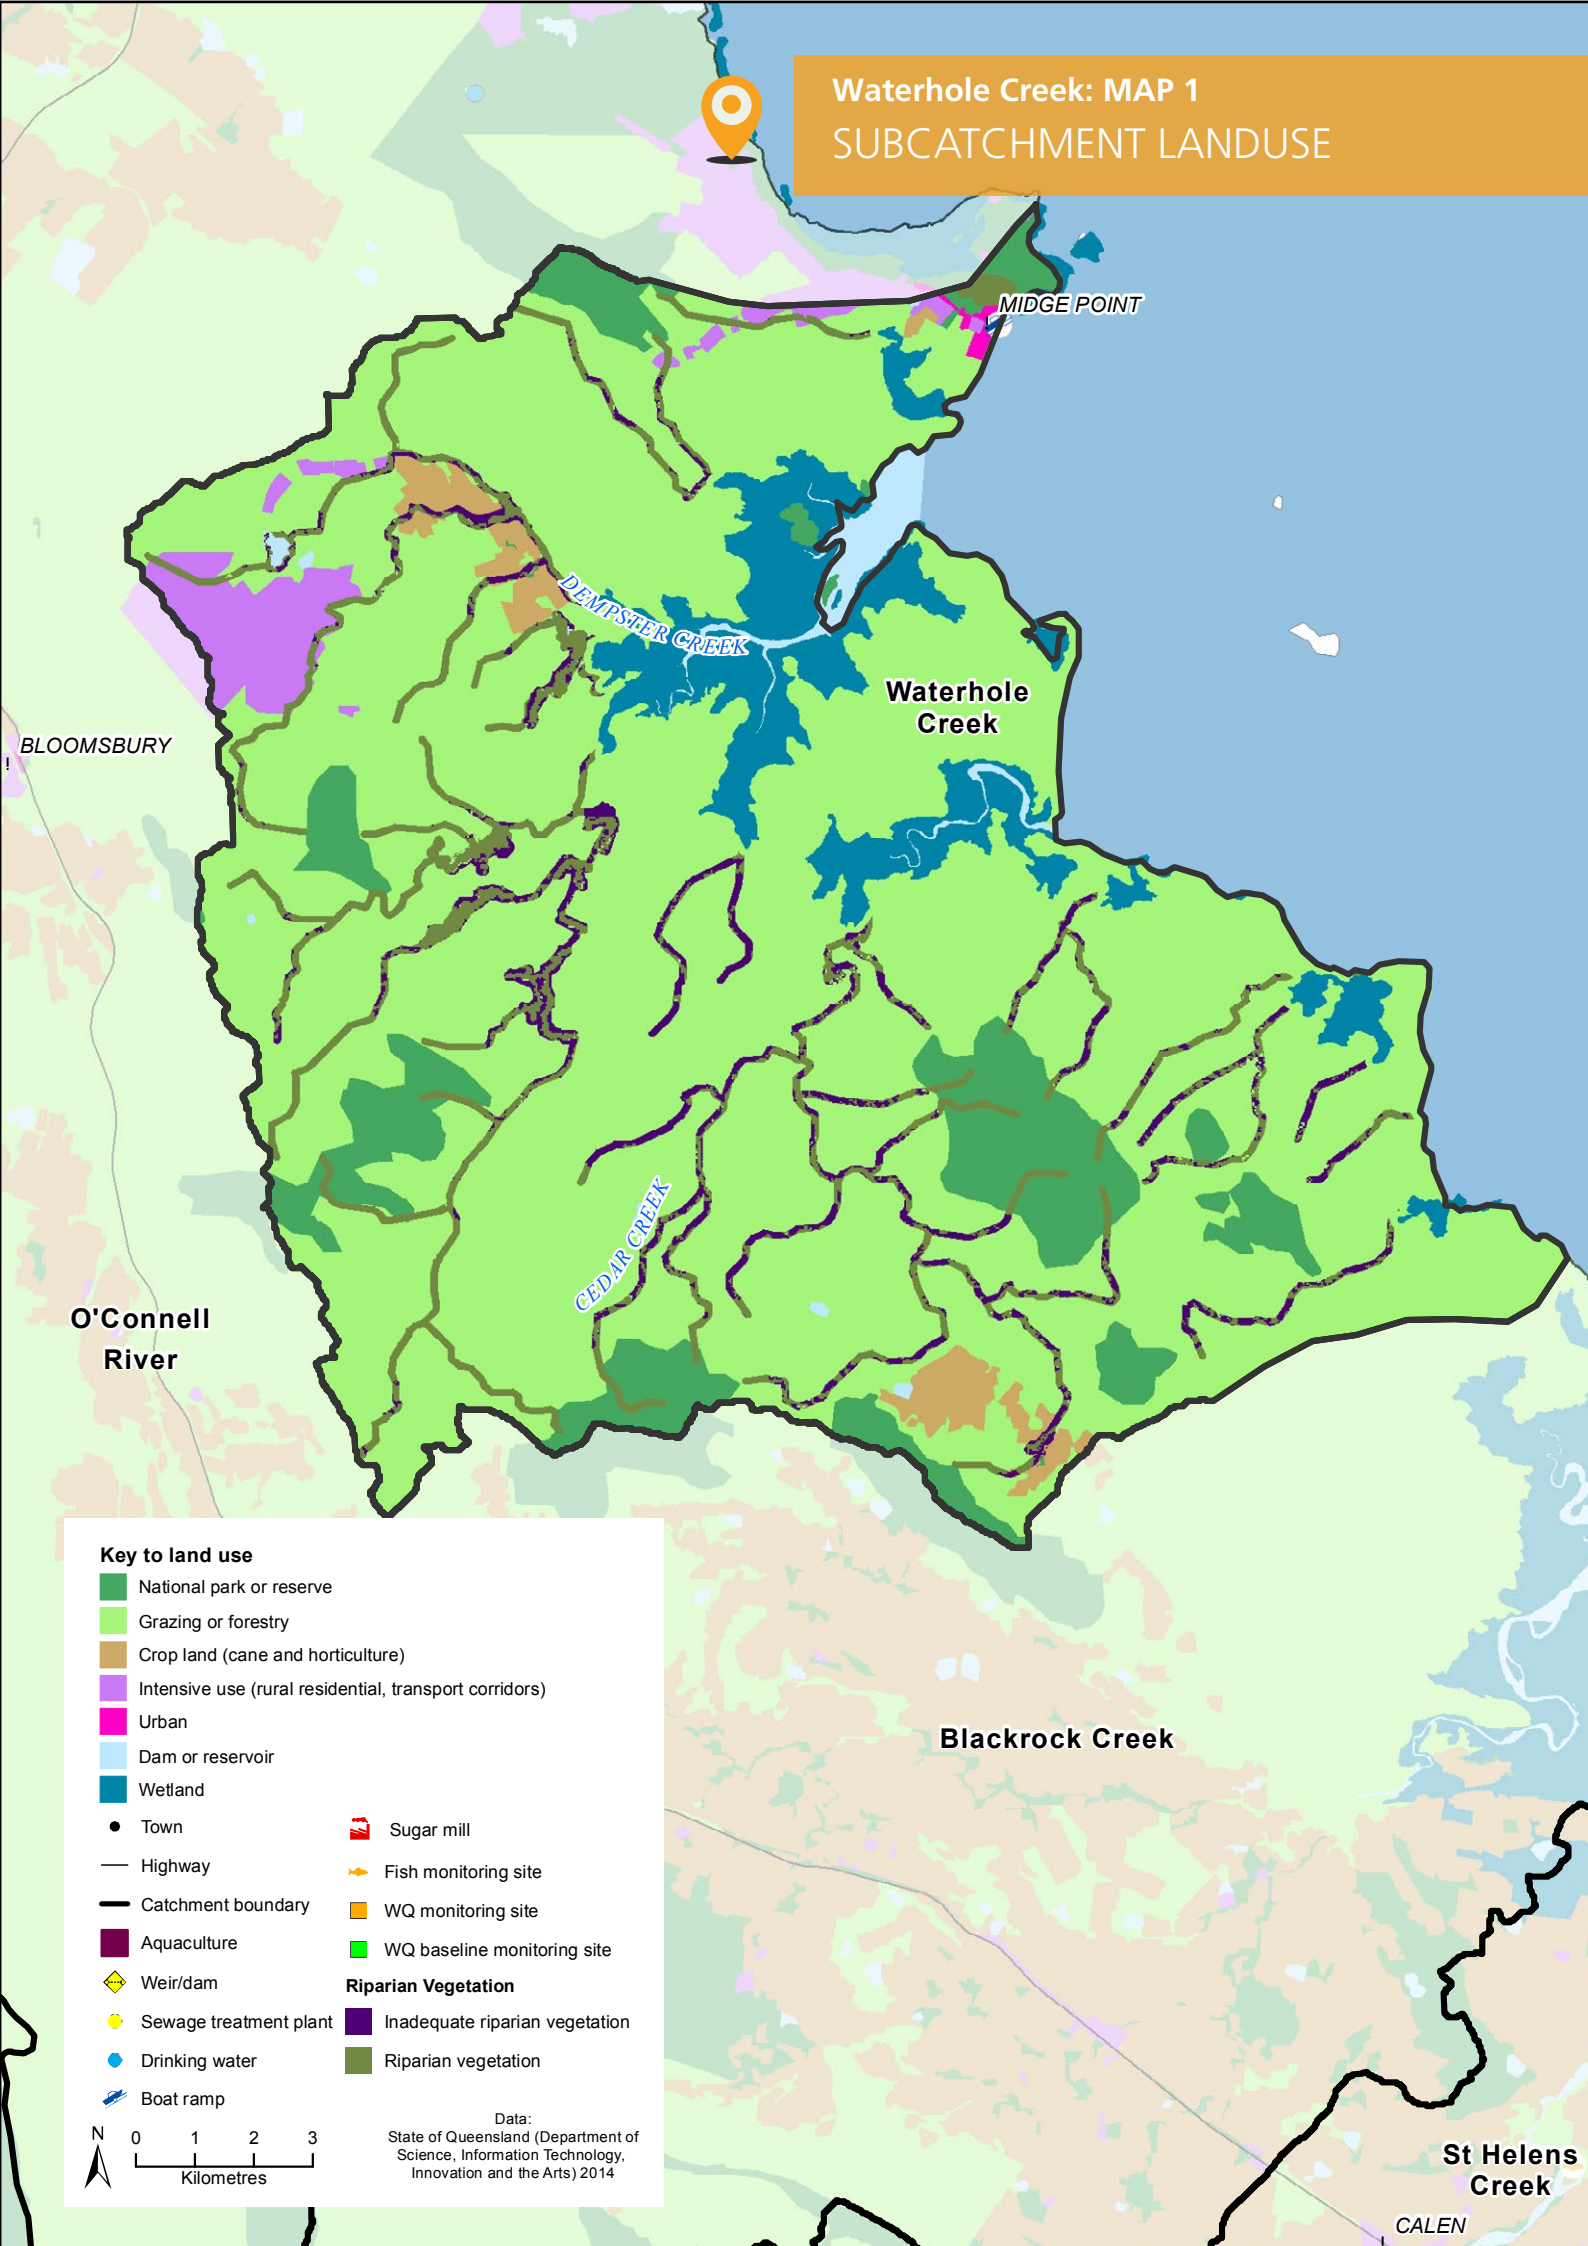 Waterhole Creek: MAP 1
SUBCATCHMENT LANDUSE
MIDGE POINT
DEMPSTER CREEK
Waterhole
Creek
BLOOMSBURY
CEDAR CREEK
O'Connell
River
Blackrock Creek
St Helens
Creek
CALEN
Key to land use
National park or reserve
Grazing or forestry
Crop land (cane and horticulture)
Intensive use (rural residential, transport corridors)
Urban
Dam or reservoir
Wetland
Town
Highway
Catchment boundary
Aquaculture
Weir/dam
Sewage treatment plant
Drinking water
Boat ramp
Sugar mill
Fish monitoring site
WQ monitoring site
WQ baseline monitoring site
Riparian Vegetation
Inadequate riparian vegetation
Riparian vegetation
N
0 1 2 3
Kilometres
Data:
State of Queensland (Department of
Science, Information Technology,
Innovation and the Arts) 2014